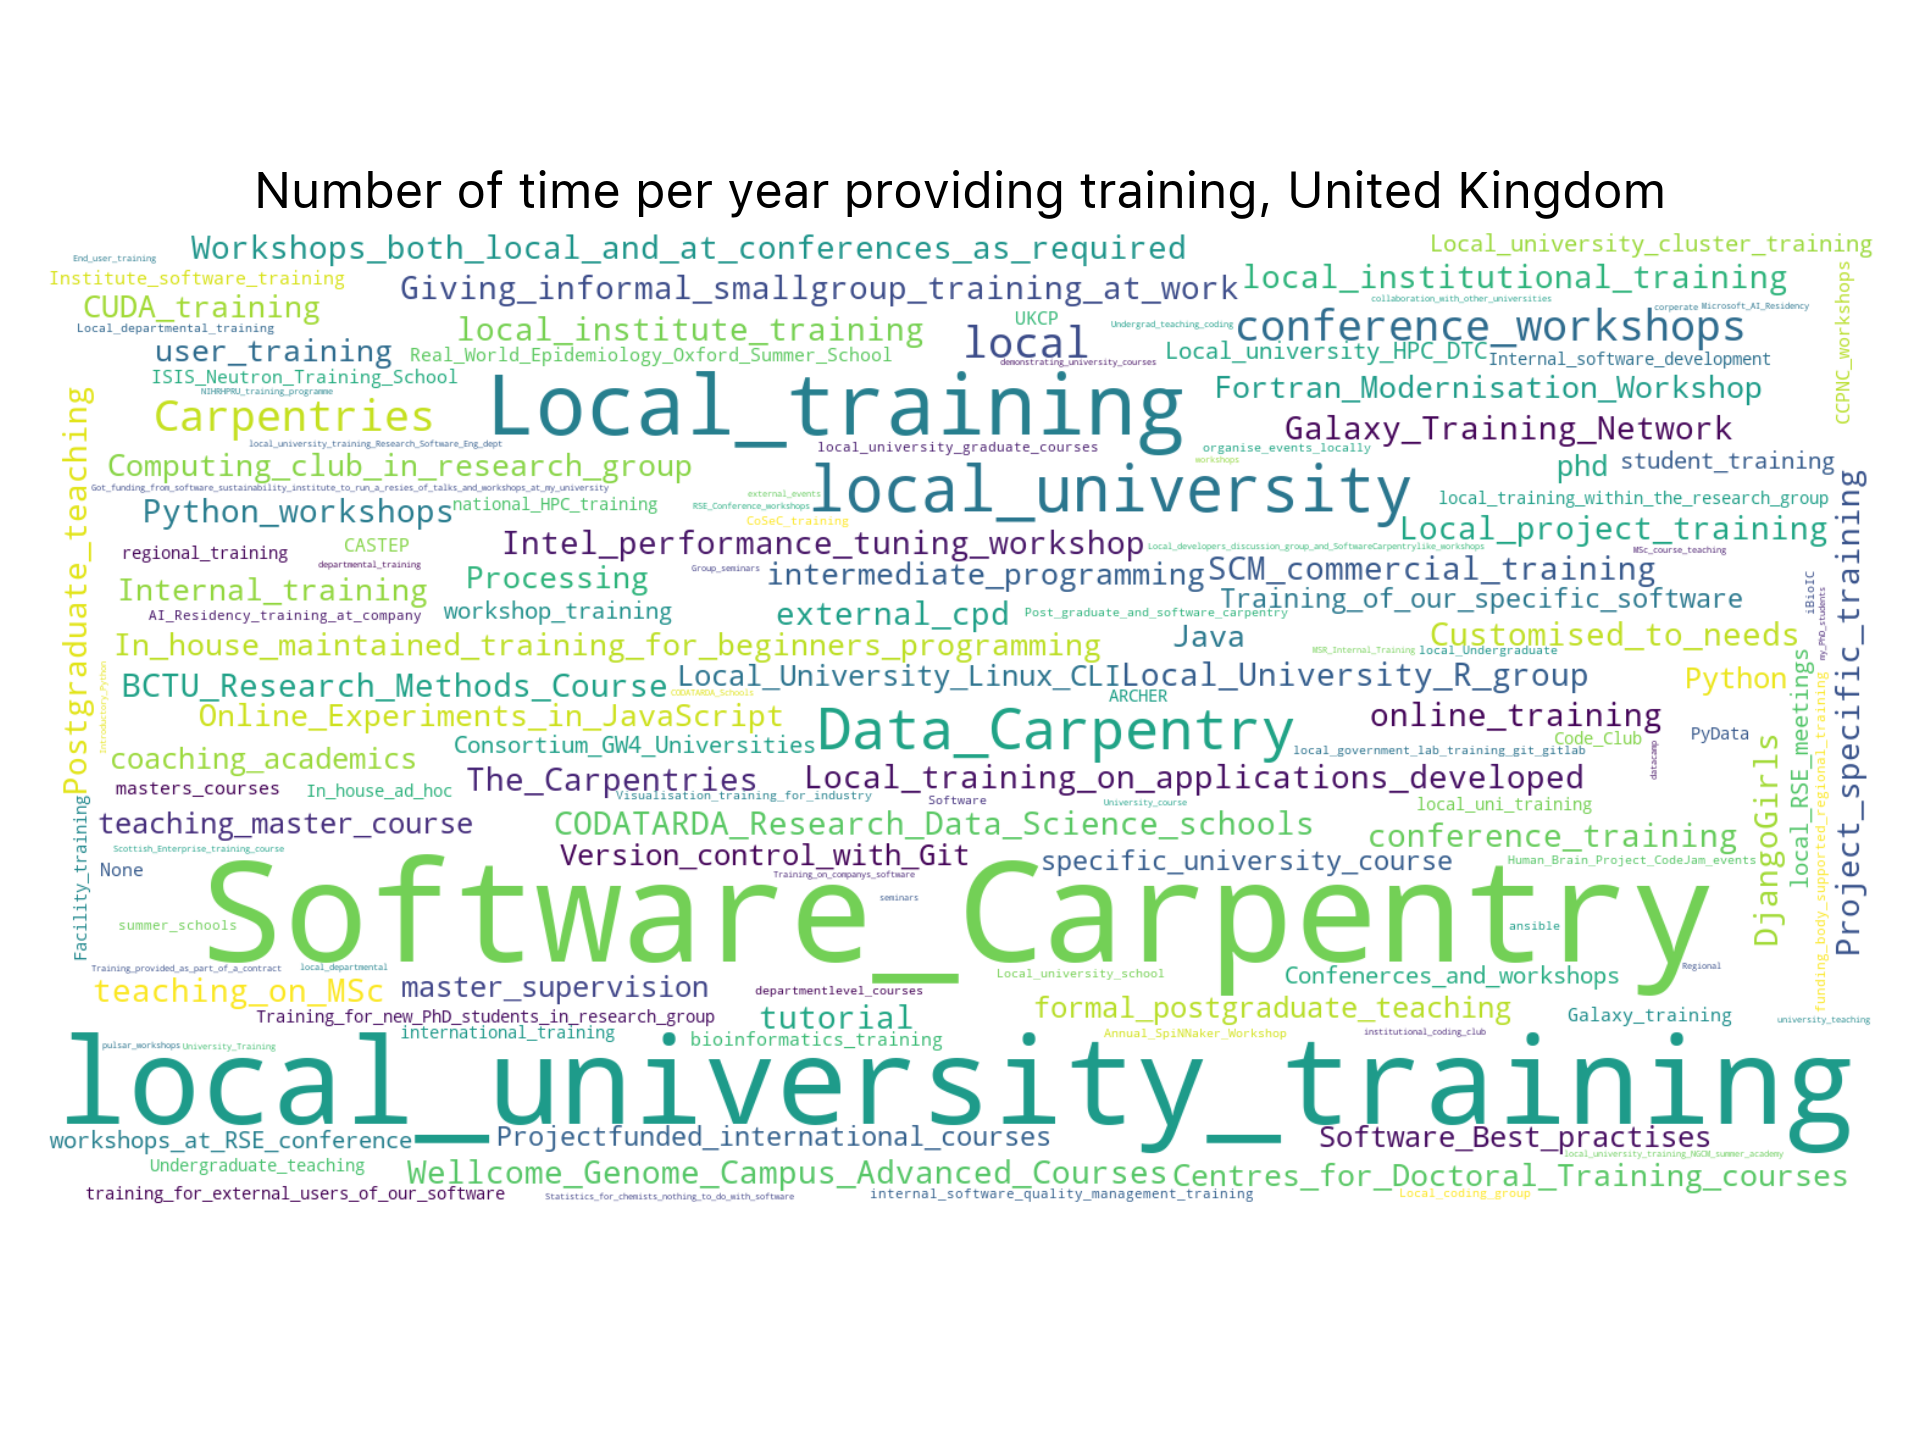 Number of time per year providing training, United Kingdom
Workshops_both_local_and_at_conferences_as_required
Local_university_cluster_training
End_user_training
Institute_software_training
Giving_informal_smallgroup_training_at_work
local_institutional_training
CCPNC_workshops
CUDA_training
collaboration_with_other_universities
corperate
Microsoft_AI_Residency
Local_departmental_training
local_institute_training
UKCP
Undergrad_teaching_coding
conference_workshops
local
user_training
Real_World_Epidemiology_Oxford_Summer_School
demonstrating_university_courses
Local_university_HPC_DTC
Internal_software_development
ISIS_Neutron_Training_School
NIHRHPRU_training_programme
Local_training
Fortran_Modernisation_Workshop
Postgraduate_teaching
Carpentries
Galaxy_Training_Network
local_university_training_Research_Software_Eng_dept
local_university_graduate_courses
organise_events_locally
workshops
Computing_club_in_research_group
phd
student_training
Got_funding_from_software_sustainability_institute_to_run_a_resies_of_talks_and_workshops_at_my_university
external_events
local_university
local_training_within_the_research_group
Python_workshops
national_HPC_training
RSE_Conference_workshops
CoSeC_training
Local_project_training
Project_specific_training
regional_training
CASTEP
Intel_performance_tuning_workshop
Local_developers_discussion_group_and_SoftwareCarpentrylike_workshops
MSc_course_teaching
departmental_training
Group_seminars
Internal_training
Processing
intermediate_programming
SCM_commercial_training
iBioIC
my_PhD_students
AI_Residency_training_at_company
workshop_training
external_cpd
Post_graduate_and_software_carpentry
Training_of_our_specific_software
In_house_maintained_training_for_beginners_programming
Java
MSR_Internal_Training
local_Undergraduate
Customised_to_needs
Introductory_Python
BCTU_Research_Methods_Course
CODATARDA_Schools
Local_University_Linux_CLI
Local_University_R_group
Python
local_RSE_meetings
funding_body_supported_regional_training
ARCHER
Online_Experiments_in_JavaScript
Data_Carpentry
online_training
Code_Club
PyData
coaching_academics
Consortium_GW4_Universities
local_government_lab_training_git_gitlab
datacamp
DjangoGirls
masters_courses
In_house_ad_hoc
The_Carpentries
Local_training_on_applications_developed
Visualisation_training_for_industry
Software
University_course
local_uni_training
Facility_training
teaching_master_course
CODATARDA_Research_Data_Science_schools
conference_training
Scottish_Enterprise_training_course
Version_control_with_Git
specific_university_course
Human_Brain_Project_CodeJam_events
None
Training_on_companys_software
Software_Carpentry
seminars
summer_schools
ansible
Training_provided_as_part_of_a_contract
local_departmental
Local_university_school
Confenerces_and_workshops
Regional
teaching_on_MSc
master_supervision
departmentlevel_courses
formal_postgraduate_teaching
Training_for_new_PhD_students_in_research_group
tutorial
Galaxy_training
university_teaching
international_training
bioinformatics_training
Annual_SpiNNaker_Workshop
institutional_coding_club
pulsar_workshops
University_Training
local_university_training
workshops_at_RSE_conference
Projectfunded_international_courses
Software_Best_practises
local_university_training_NGCM_summer_academy
Undergraduate_teaching
Wellcome_Genome_Campus_Advanced_Courses
Centres_for_Doctoral_Training_courses
training_for_external_users_of_our_software
Statistics_for_chemists_nothing_to_do_with_software
internal_software_quality_management_training
Local_coding_group